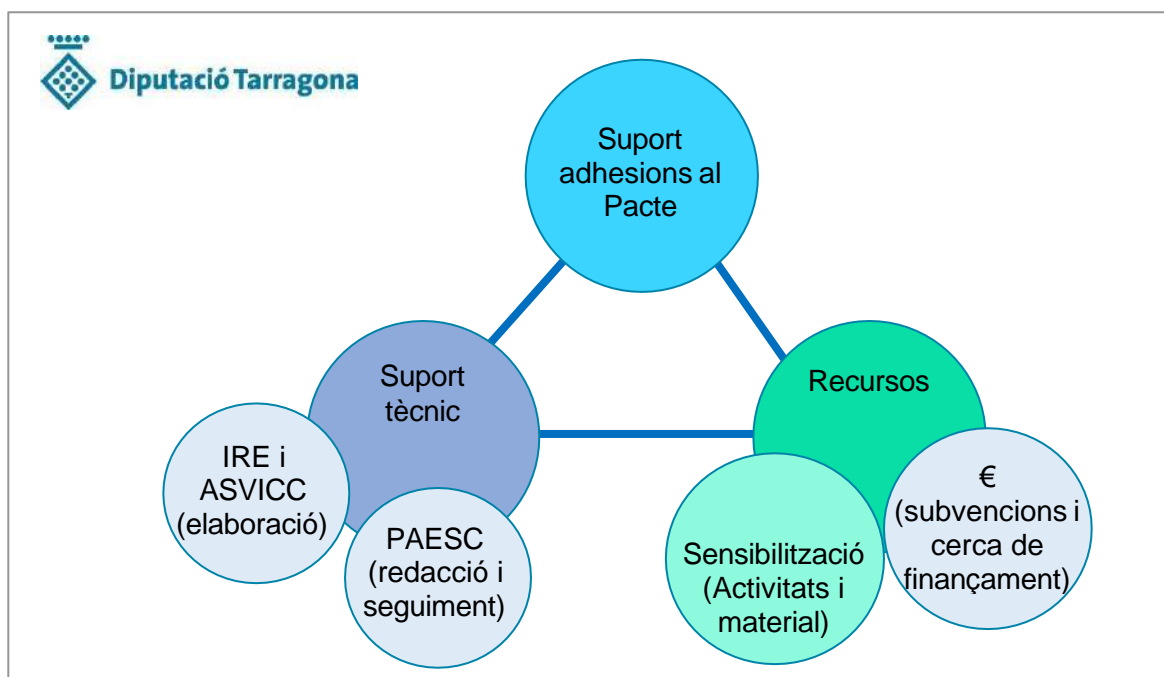 Diputació Tarragona
Suport
adhesions al
Pacte
Suport
tècnic
Recursos
IRE i
ASVICC
(elaboració)
PAESC
(redacció i
seguiment)
Sensibilització
(Activitats i
material)
€
(subvencions i
cerca de
finançament)